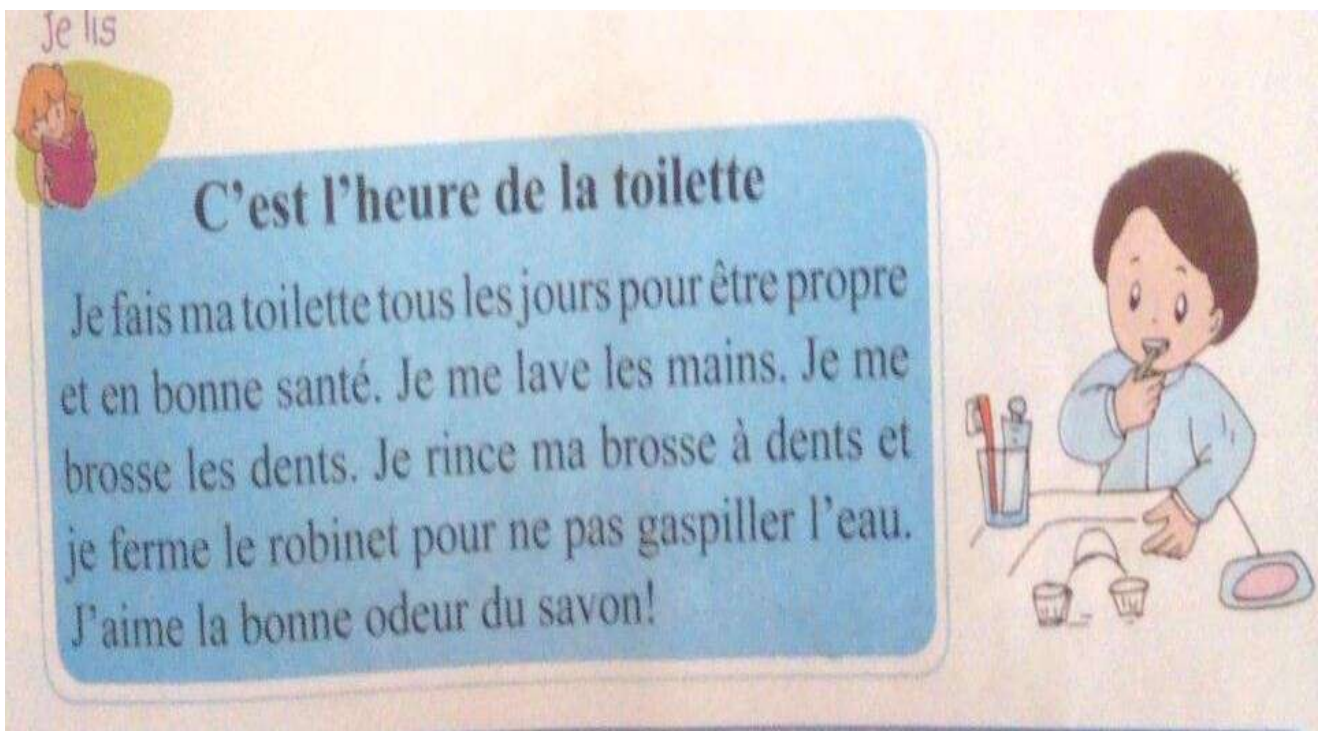 Je lis
C'est l'heure de la toilette
Je fais ma toilette tous les jours pour être propre
et en bonne santé. Je me lave les mains. Je me
brosse les dents. Je rince ma brosse à dents et
je ferme le robinet pour ne pas gaspiller l'eau.
J'aime la bonne odeur du savon!